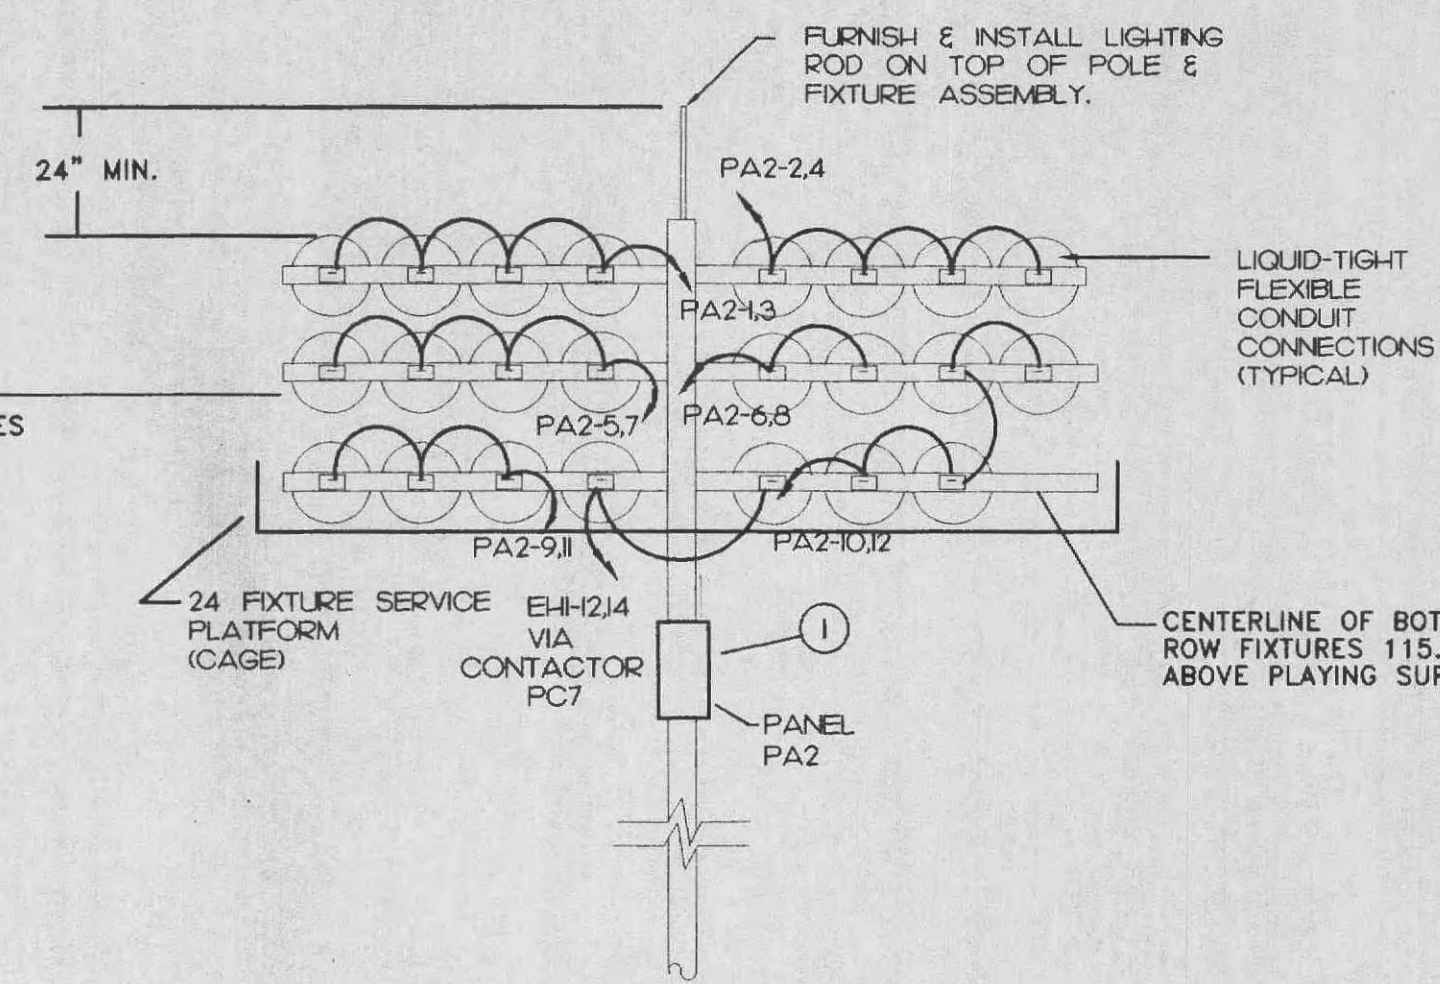 FURNISH & INSTALL LIGHTING
ROD ON TOP OF POLE &
FIXTURE ASSEMBLY.
24" MIN.
PA2-2,4
LIQUID-TIGHT
FLEXIBLE
CONDUIT
CONNECTIONS
(TYPICAL)
PA2-1,3
PA2-5,7
PA2-6,8
PA2-9,11
PA2-10,12
24 FIXTURE SERVICE
PLATFORM
(CAGE)
EH1-12,14
VIA
CONTACTOR
PC7
1
CENTERLINE OF BOT
ROW FIXTURES 115.
ABOVE PLAYING SUR
PANEL
PA2